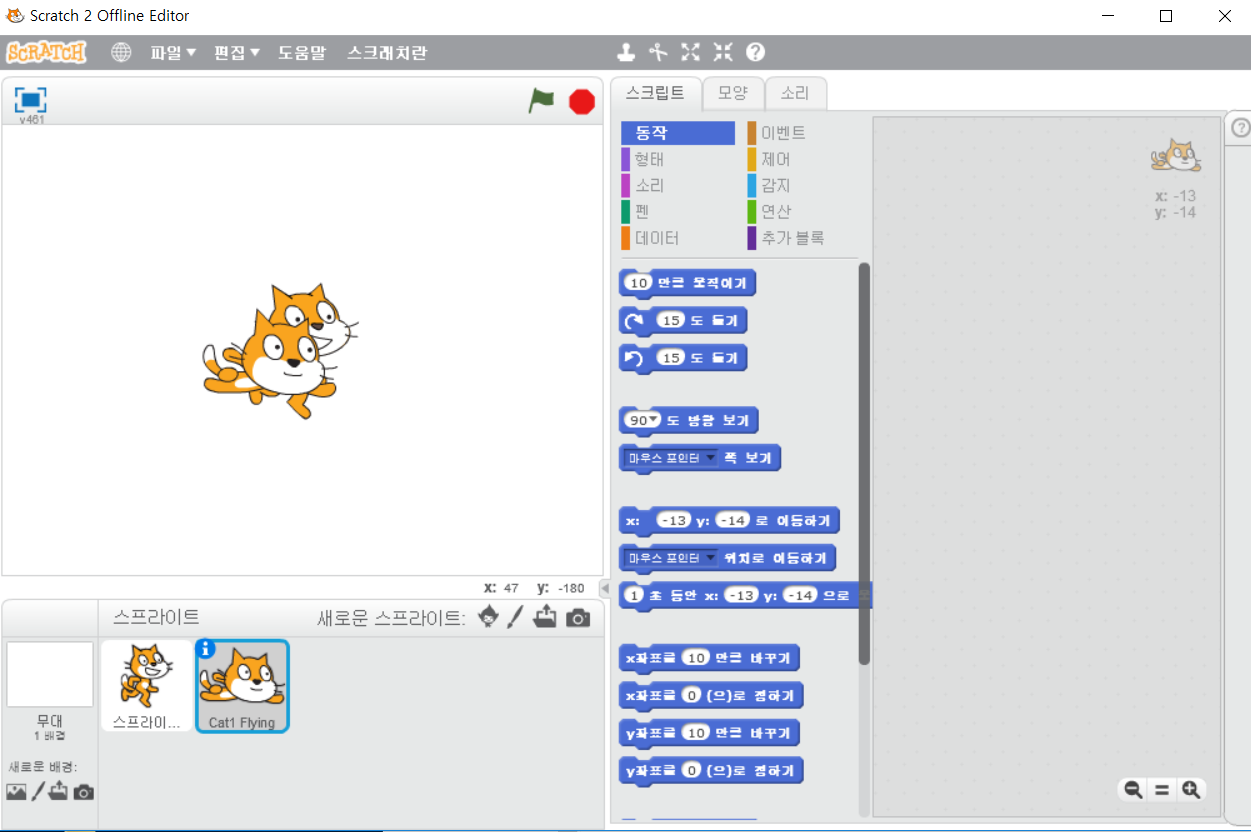 Scratch 2 Offline Editor
SCRATCH 파일 편집 도움말 스크래치란
v461
스크립트 모양 소리
동작 이벤트
형태 제어
소리 감지
펜 연산
데이터 추가 블록
x: -13
y: -14
10 만큼 움직이기
15 도 돌기
15 도 돌기
90 도 방향 보기
마우스 포인터 쪽 보기
x: -13 y: -14 로 이동하기
마우스 포인터 위치로 이동하기
1 초 동안 x: -13 y: -14 으로
x좌표를 10 만큼 바꾸기
x좌표를 0 (으)로 정하기
y좌표를 10 만큼 바꾸기
y좌표를 0 (으)로 정하기
x: 47 y: -180
스프라이트 새로운 스프라이트:
스프라이... Cat1 Flying
무대
1 배경
새로운 배경: